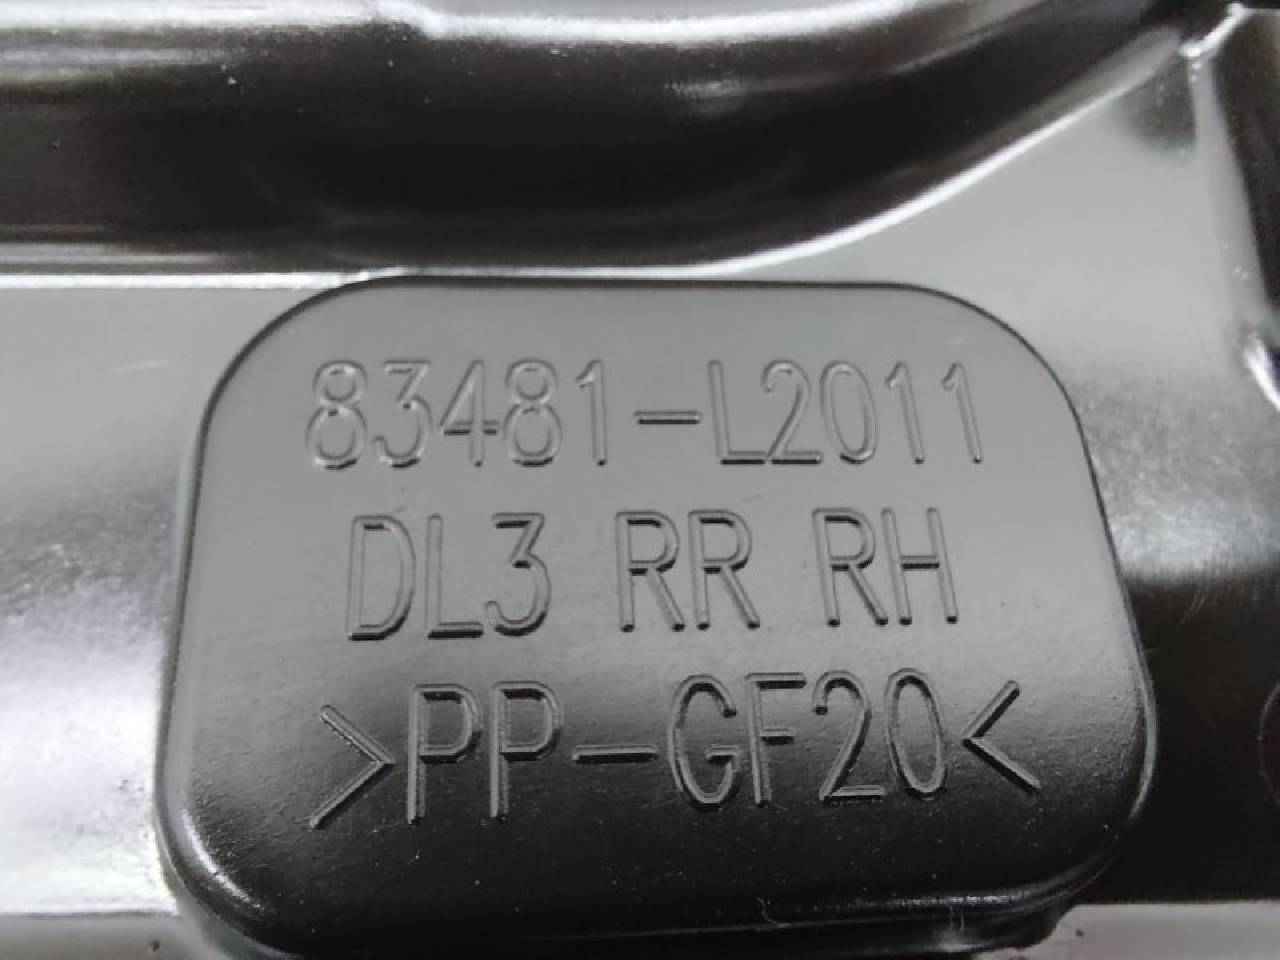 83481-L2011
DL3 RR RH
>PP-GF20<